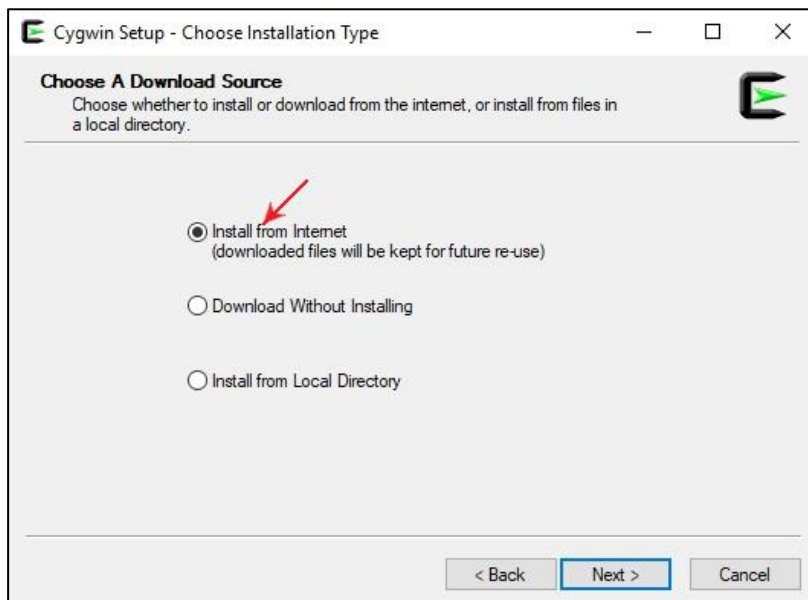 Cygwin Setup - Choose Installation Type
Choose A Download Source
Choose whether to install or download from the internet, or install from files in
a local directory.
Install from Internet
(downloaded files will be kept for future re-use)
Download Without Installing
Install from Local Directory
< Back
Next >
Cancel